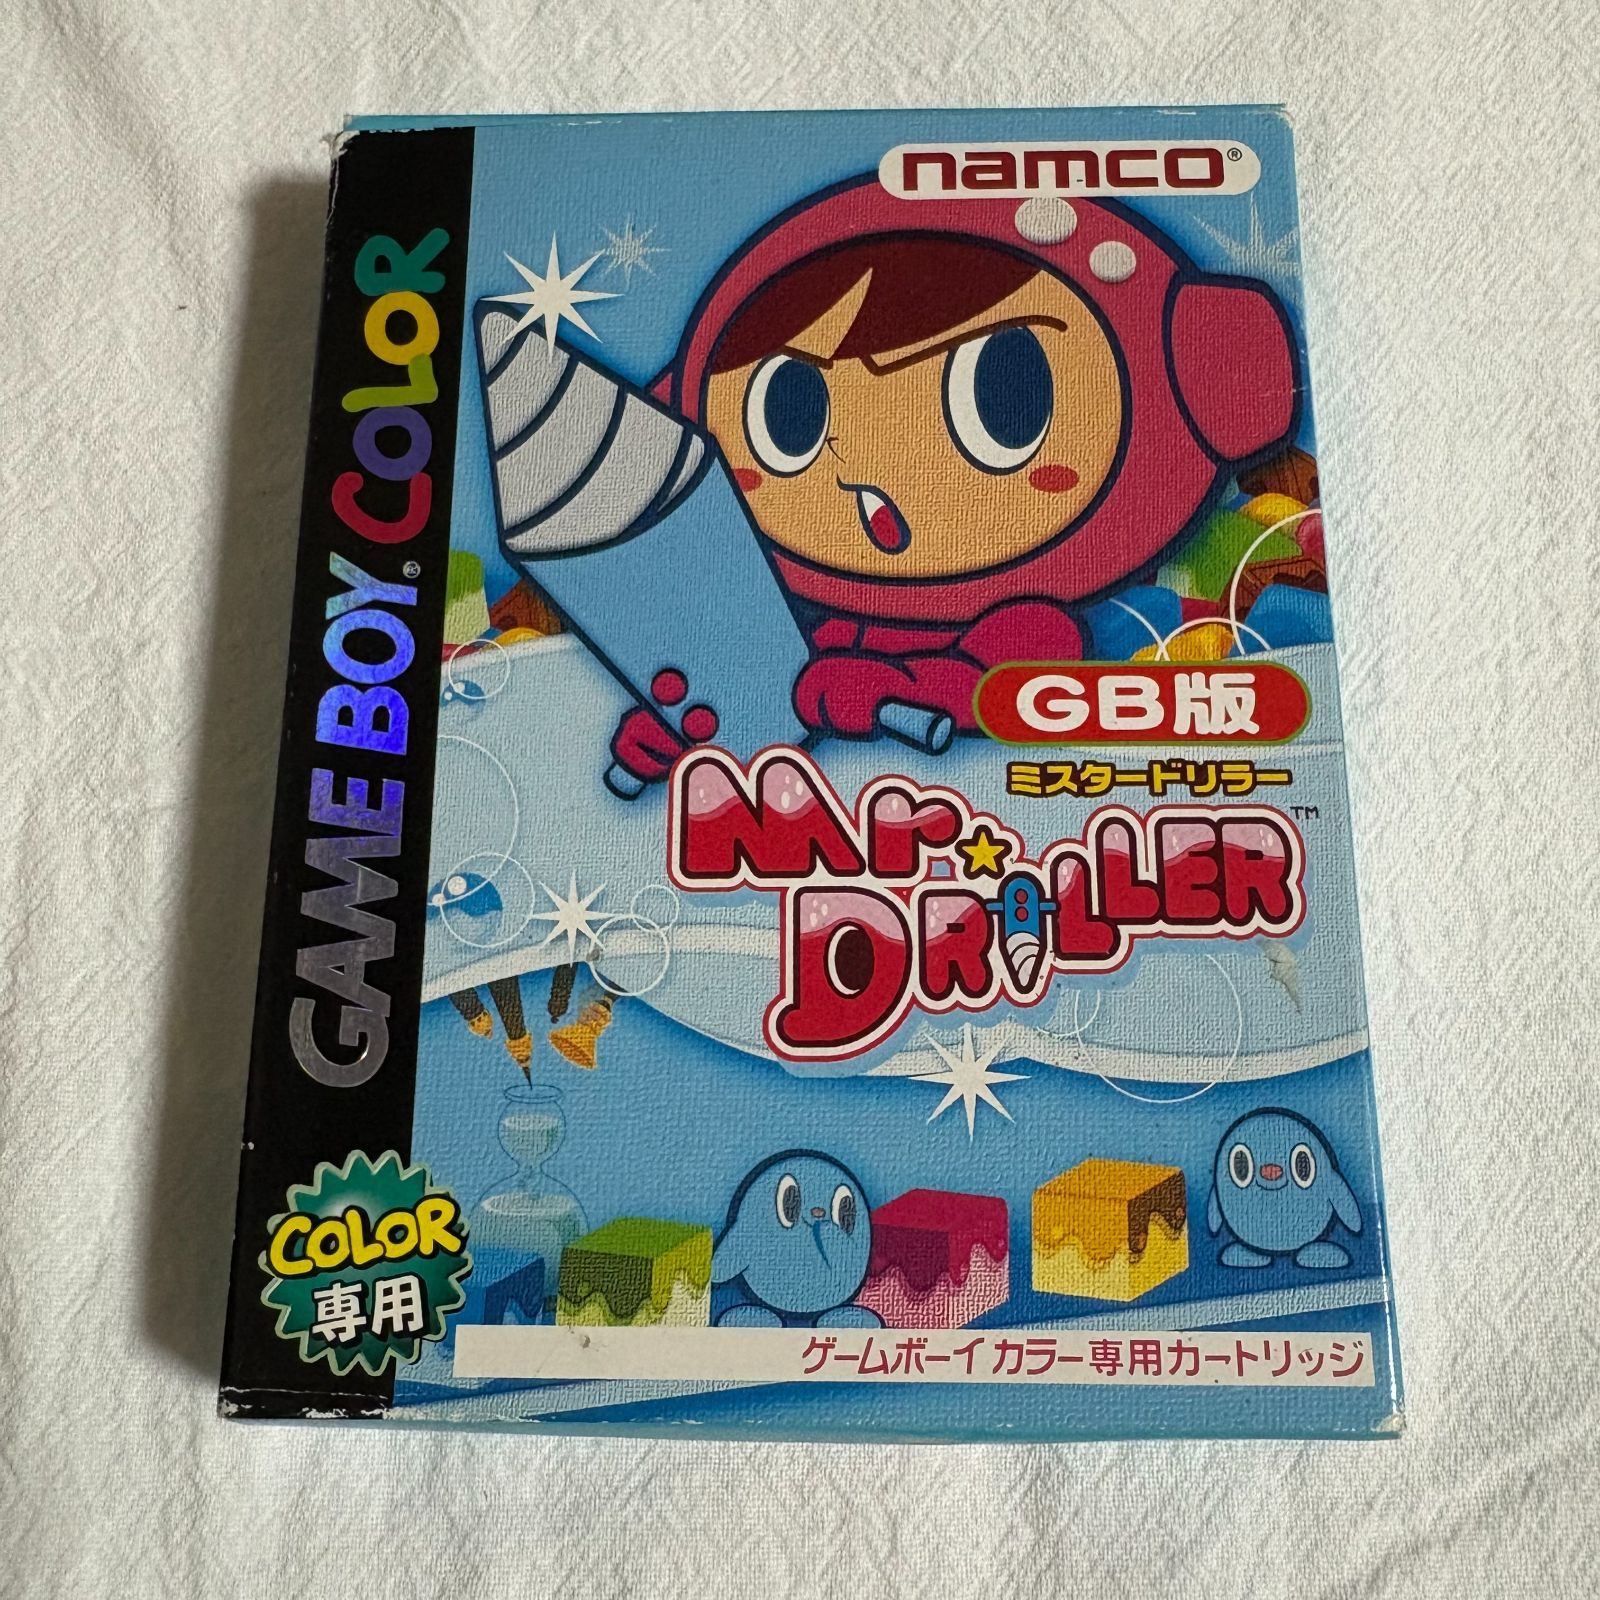 namco®
GAME BOY® COLOR
GB版
ミスタードリラー
Mr.
DRILLER™
COLOR
専用
ゲームボーイカラー専用カートリッジ